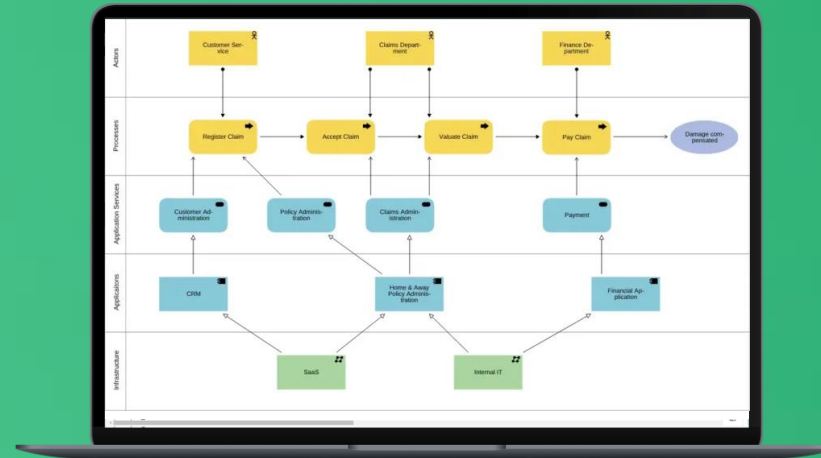 Actors
Customer Ser-
vice
Claims Depart-
ment
Finance De-
partment
Processes
Register Claim
Accept Claim
Valuate Claim
Pay Claim
Damage com-
pensated
Application Services
Customer Ad-
ministration
Policy Adminis-
tration
Claims Admin-
istration
Payment
Applications
CRM
Home & Away
Policy Adminis-
tration
Financial Ap-
plication
Infrastructure
SaaS
Internal IT